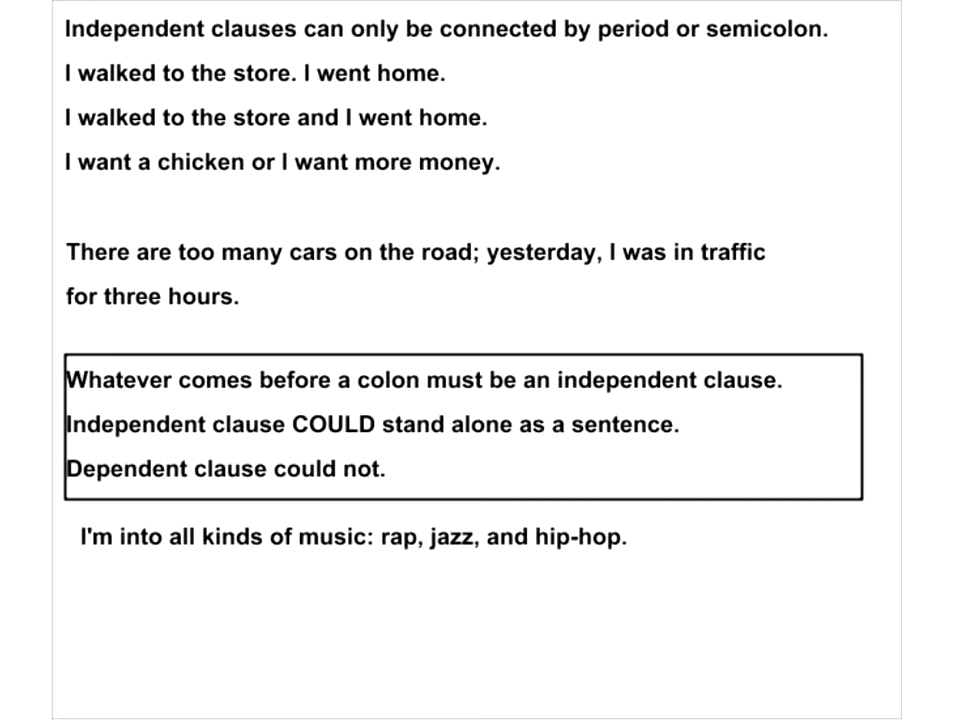 Independent clauses can only be connected by period or semicolon.
I walked to the store. I went home.
I walked to the store and I went home.
I want a chicken or I want more money.
There are too many cars on the road; yesterday, I was in traffic
for three hours.
Whatever comes before a colon must be an independent clause.
Independent clause COULD stand alone as a sentence.
Dependent clause could not.
I'm into all kinds of music: rap, jazz, and hip-hop.